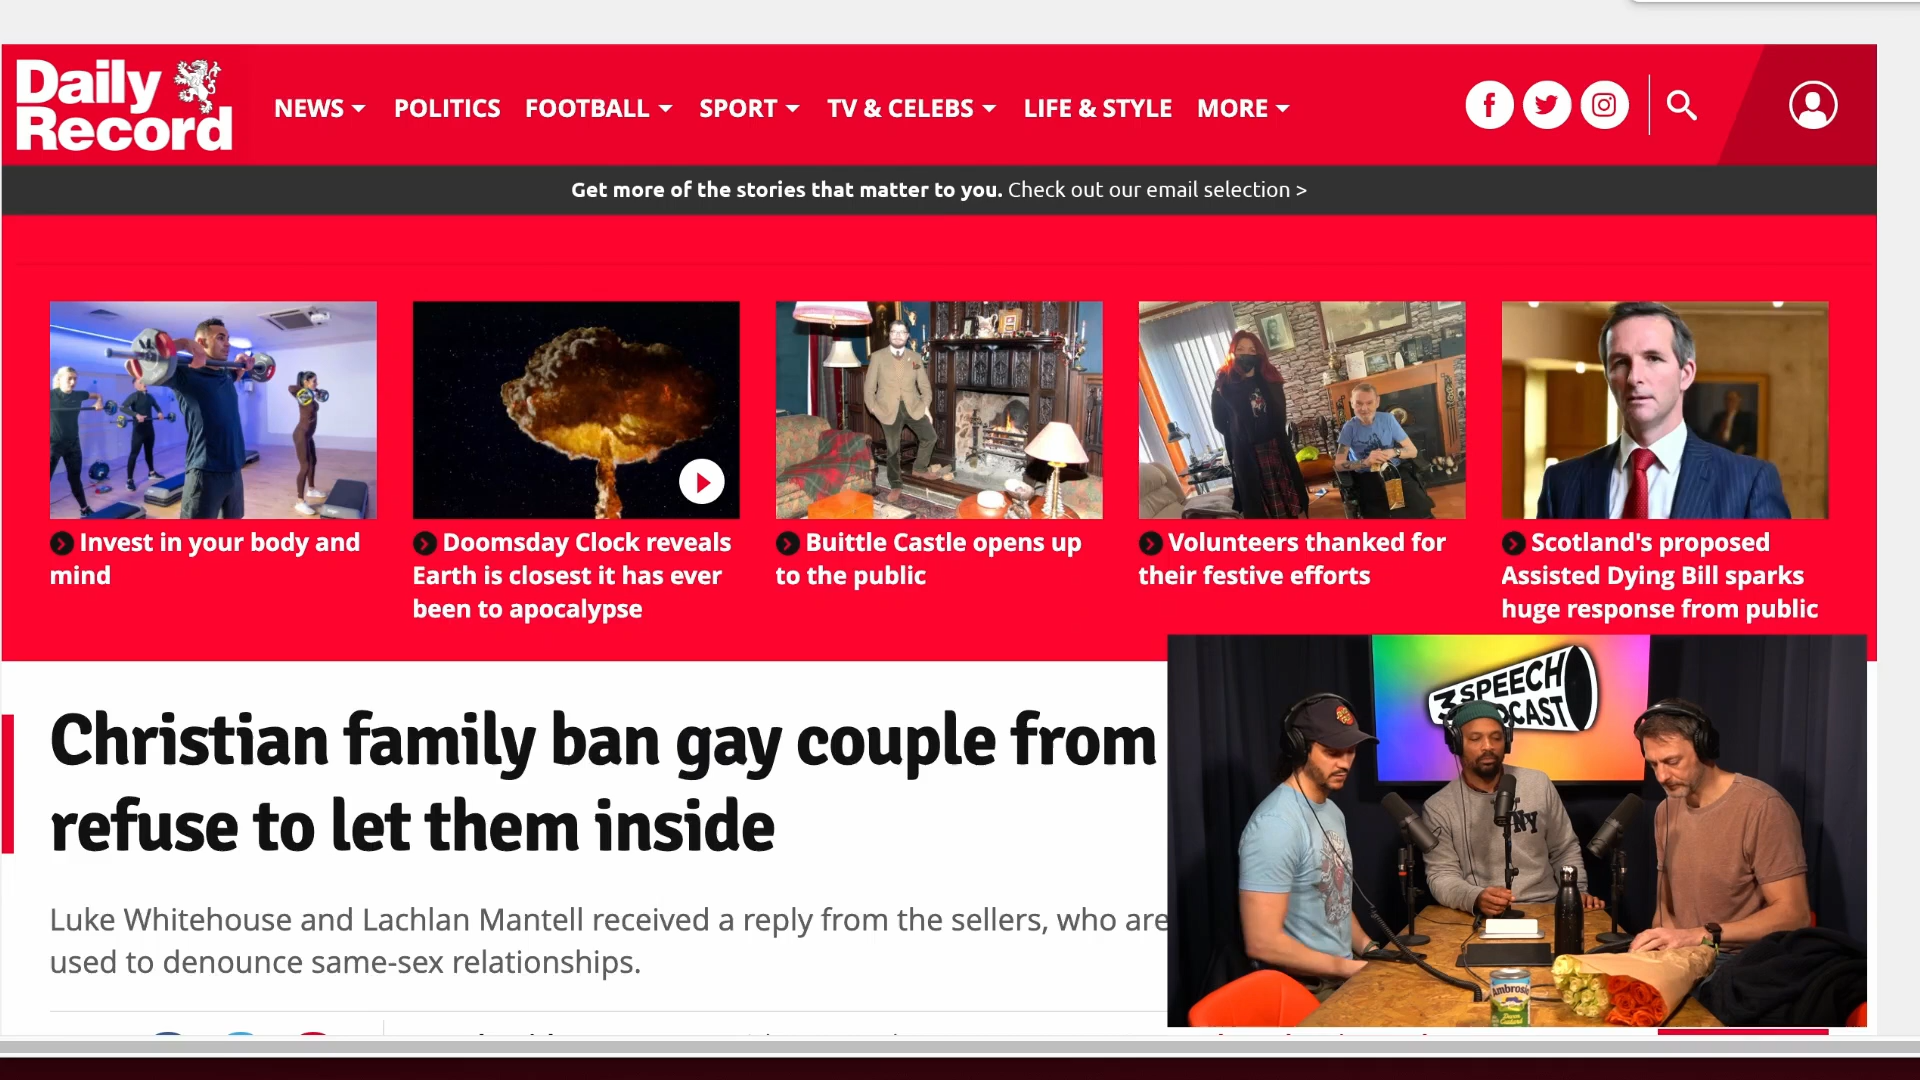 Daily
Record
NEWS
POLITICS
FOOTBALL
SPORT
TV & CELEBS
LIFE & STYLE
MORE
Get more of the stories that matter to you. Check out our email selection >
Invest in your body and
mind
Doomsday Clock reveals
Earth is closest it has ever
been to apocalypse
Buittle Castle opens up
to the public
Volunteers thanked for
their festive efforts
Scotland's proposed
Assisted Dying Bill sparks
huge response from public
Christian family ban gay couple from
refuse to let them inside
Luke Whitehouse and Lachlan Mantell received a reply from the sellers, who are
used to denounce same-sex relationships.
3 SPEECH
NY
Ambrosia
Devon
Custard